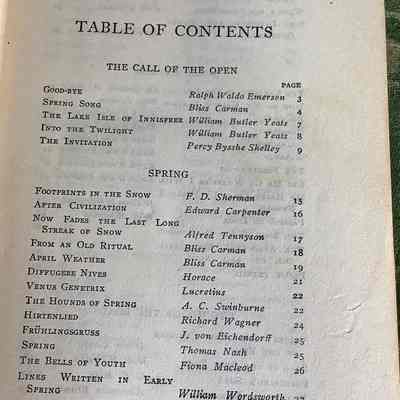 TABLE OF CONTENTS
THE CALL OF THE OPEN
PAGE
GOOD-BYE Ralph Waldo Emerson 3
SPRING SONG Bliss Carman 4
THE LAKE ISLE OF INNISFREE William Butler Yeats 7
INTO THE TWILIGHT William Butler Yeats 8
THE INVITATION Percy Bysshe Shelley 9
SPRING
FOOTPRINTS IN THE SNOW F. D. Sherman 15
AFTER CIVILIZATION Edward Carpenter 16
NOW FADES THE LAST LONG
STREAK OF SNOW Alfred Tennyson 17
FROM AN OLD RITUAL Bliss Carman 18
APRIL WEATHER Bliss Carman 19
DIFFUGERE NIVES Horace 21
VENUS GENETRIX Lucretius 22
THE HOUNDS OF SPRING A. C. Swinburne 22
HIRTENLIED Richard Wagner 24
FRÜHLINGSGRUSS J. von Eichendorff 25
SPRING Thomas Nash 25
THE BELLS OF YOUTH Fiona Macleod 26
LINES WRITTEN IN EARLY
SPRING William Wordsworth 27